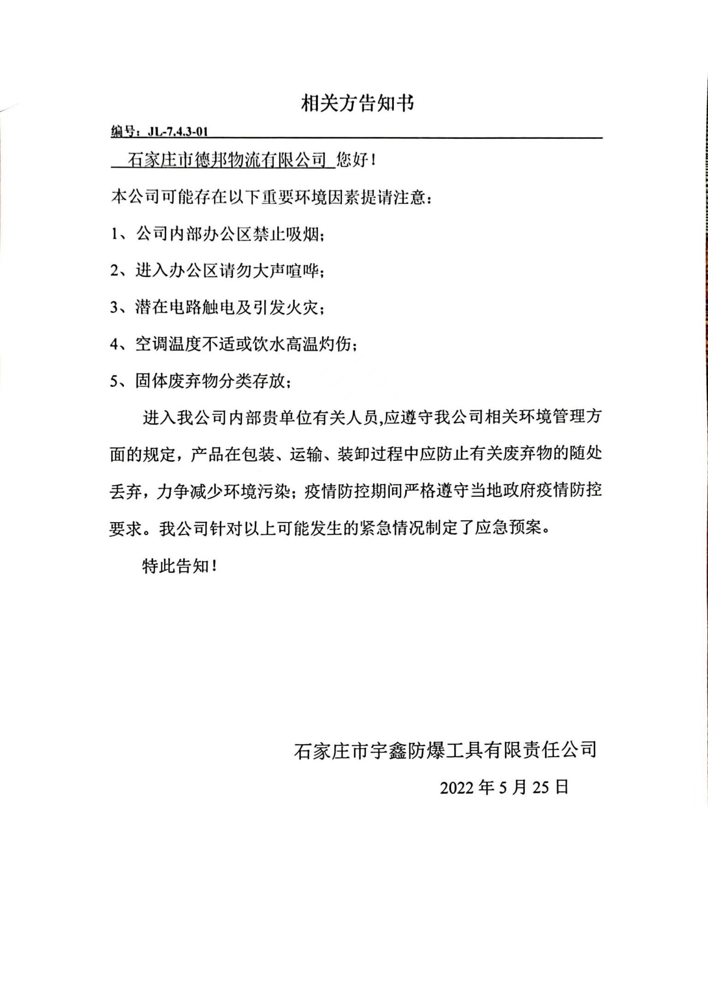 相关方告知书
编号：JL-7.4.3-01
石家庄市德邦物流有限公司 您好！
本公司可能存在以下重要环境因素提请注意：
1、公司内部办公区禁止吸烟；
2、进入办公区请勿大声喧哗；
3、潜在电路触电及引发火灾；
4、空调温度不适或饮水高温灼伤；
5、固体废弃物分类存放；
进入我公司内部贵单位有关人员,应遵守我公司相关环境管理方
面的规定，产品在包装、运输、装卸过程中应防止有关废弃物的随处
丢弃，力争减少环境污染；疫情防控期间严格遵守当地政府疫情防控
要求。我公司针对以上可能发生的紧急情况制定了应急预案。
特此告知！
石家庄市宇鑫防爆工具有限责任公司
2022 年 5 月 25 日